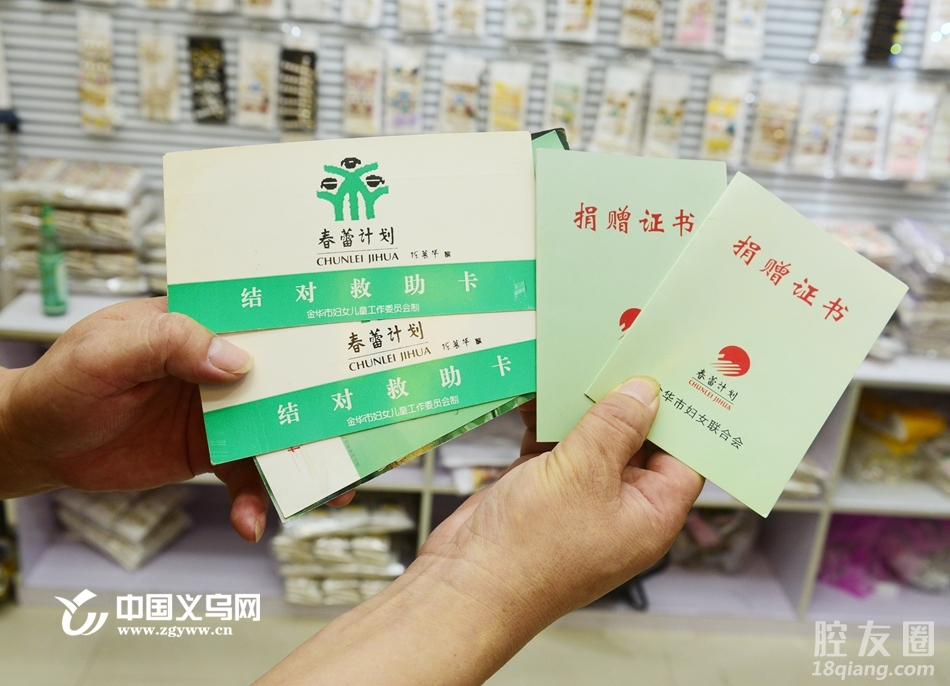 春蕾计划
CHUNLEI JIHUA
结对救助卡
金华市妇女儿童工作委员会制
春蕾计划
CHUNLEI JIHUA
结对救助卡
金华市妇女儿童工作委员会制
捐赠证书
捐赠证书
春蕾计划
CHUNLEI JIHUA
金华市妇女联合会
中国义乌网
www.zgyww.cn
腔友圈
18qiang.com